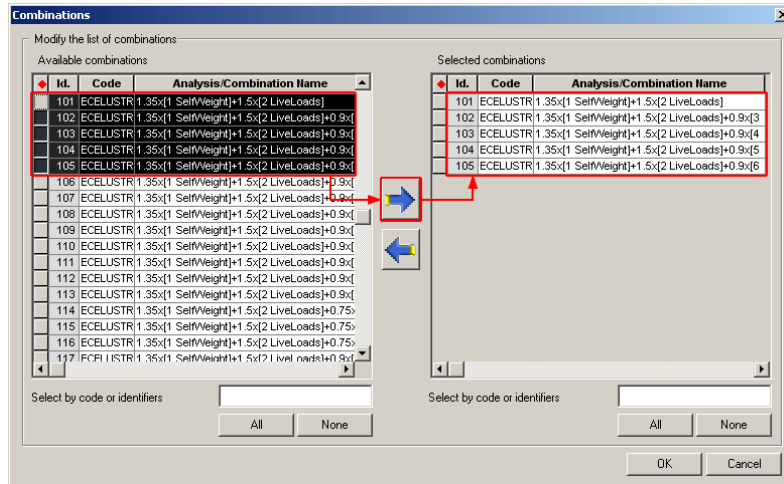 Combinations
Modify the list of combinations
Available combinations
Id. Code Analysis/Combination Name
101 ECELUSTR 1.35x[1 SelfWeight]+1.5x[2 LiveLoads]
102 ECELUSTR 1.35x[1 SelfWeight]+1.5x[2 LiveLoads]+0.9x[
103 ECELUSTR 1.35x[1 SelfWeight]+1.5x[2 LiveLoads]+0.9x[
104 ECELUSTR 1.35x[1 SelfWeight]+1.5x[2 LiveLoads]+0.9x[
105 ECELUSTR 1.35x[1 SelfWeight]+1.5x[2 LiveLoads]+0.9x[
106 ECELUSTR 1.35x[1 SelfWeight]+1.5x[2 LiveLoads]+0.9x[
107 ECELUSTR 1.35x[1 SelfWeight]+1.5x[2 LiveLoads]+0.9x[
108 ECELUSTR 1.35x[1 SelfWeight]+1.5x[2 LiveLoads]+0.9x[
109 ECELUSTR 1.35x[1 SelfWeight]+1.5x[2 LiveLoads]+0.9x[
110 ECELUSTR 1.35x[1 SelfWeight]+1.5x[2 LiveLoads]+0.9x[
111 ECELUSTR 1.35x[1 SelfWeight]+1.5x[2 LiveLoads]+0.9x[
112 ECELUSTR 1.35x[1 SelfWeight]+1.5x[2 LiveLoads]+0.9x[
113 ECELUSTR 1.35x[1 SelfWeight]+1.5x[2 LiveLoads]+0.9x[
114 ECELUSTR 1.35x[1 SelfWeight]+1.5x[2 LiveLoads]+0.75x
115 ECELUSTR 1.35x[1 SelfWeight]+1.5x[2 LiveLoads]+0.75x
116 ECELUSTR 1.35x[1 SelfWeight]+1.5x[2 LiveLoads]+0.75x
117 ECELUSTR 1.35x[1 SelfWeight]+1.5x[2 LiveLoads]+0.9x[
Select by code or identifiers
All None
Selected combinations
Id. Code Analysis/Combination Name
101 ECELUSTR 1.35x[1 SelfWeight]+1.5x[2 LiveLoads]
102 ECELUSTR 1.35x[1 SelfWeight]+1.5x[2 LiveLoads]+0.9x[3
103 ECELUSTR 1.35x[1 SelfWeight]+1.5x[2 LiveLoads]+0.9x[4
104 ECELUSTR 1.35x[1 SelfWeight]+1.5x[2 LiveLoads]+0.9x[5
105 ECELUSTR 1.35x[1 SelfWeight]+1.5x[2 LiveLoads]+0.9x[6
Select by code or identifiers
All None
OK Cancel